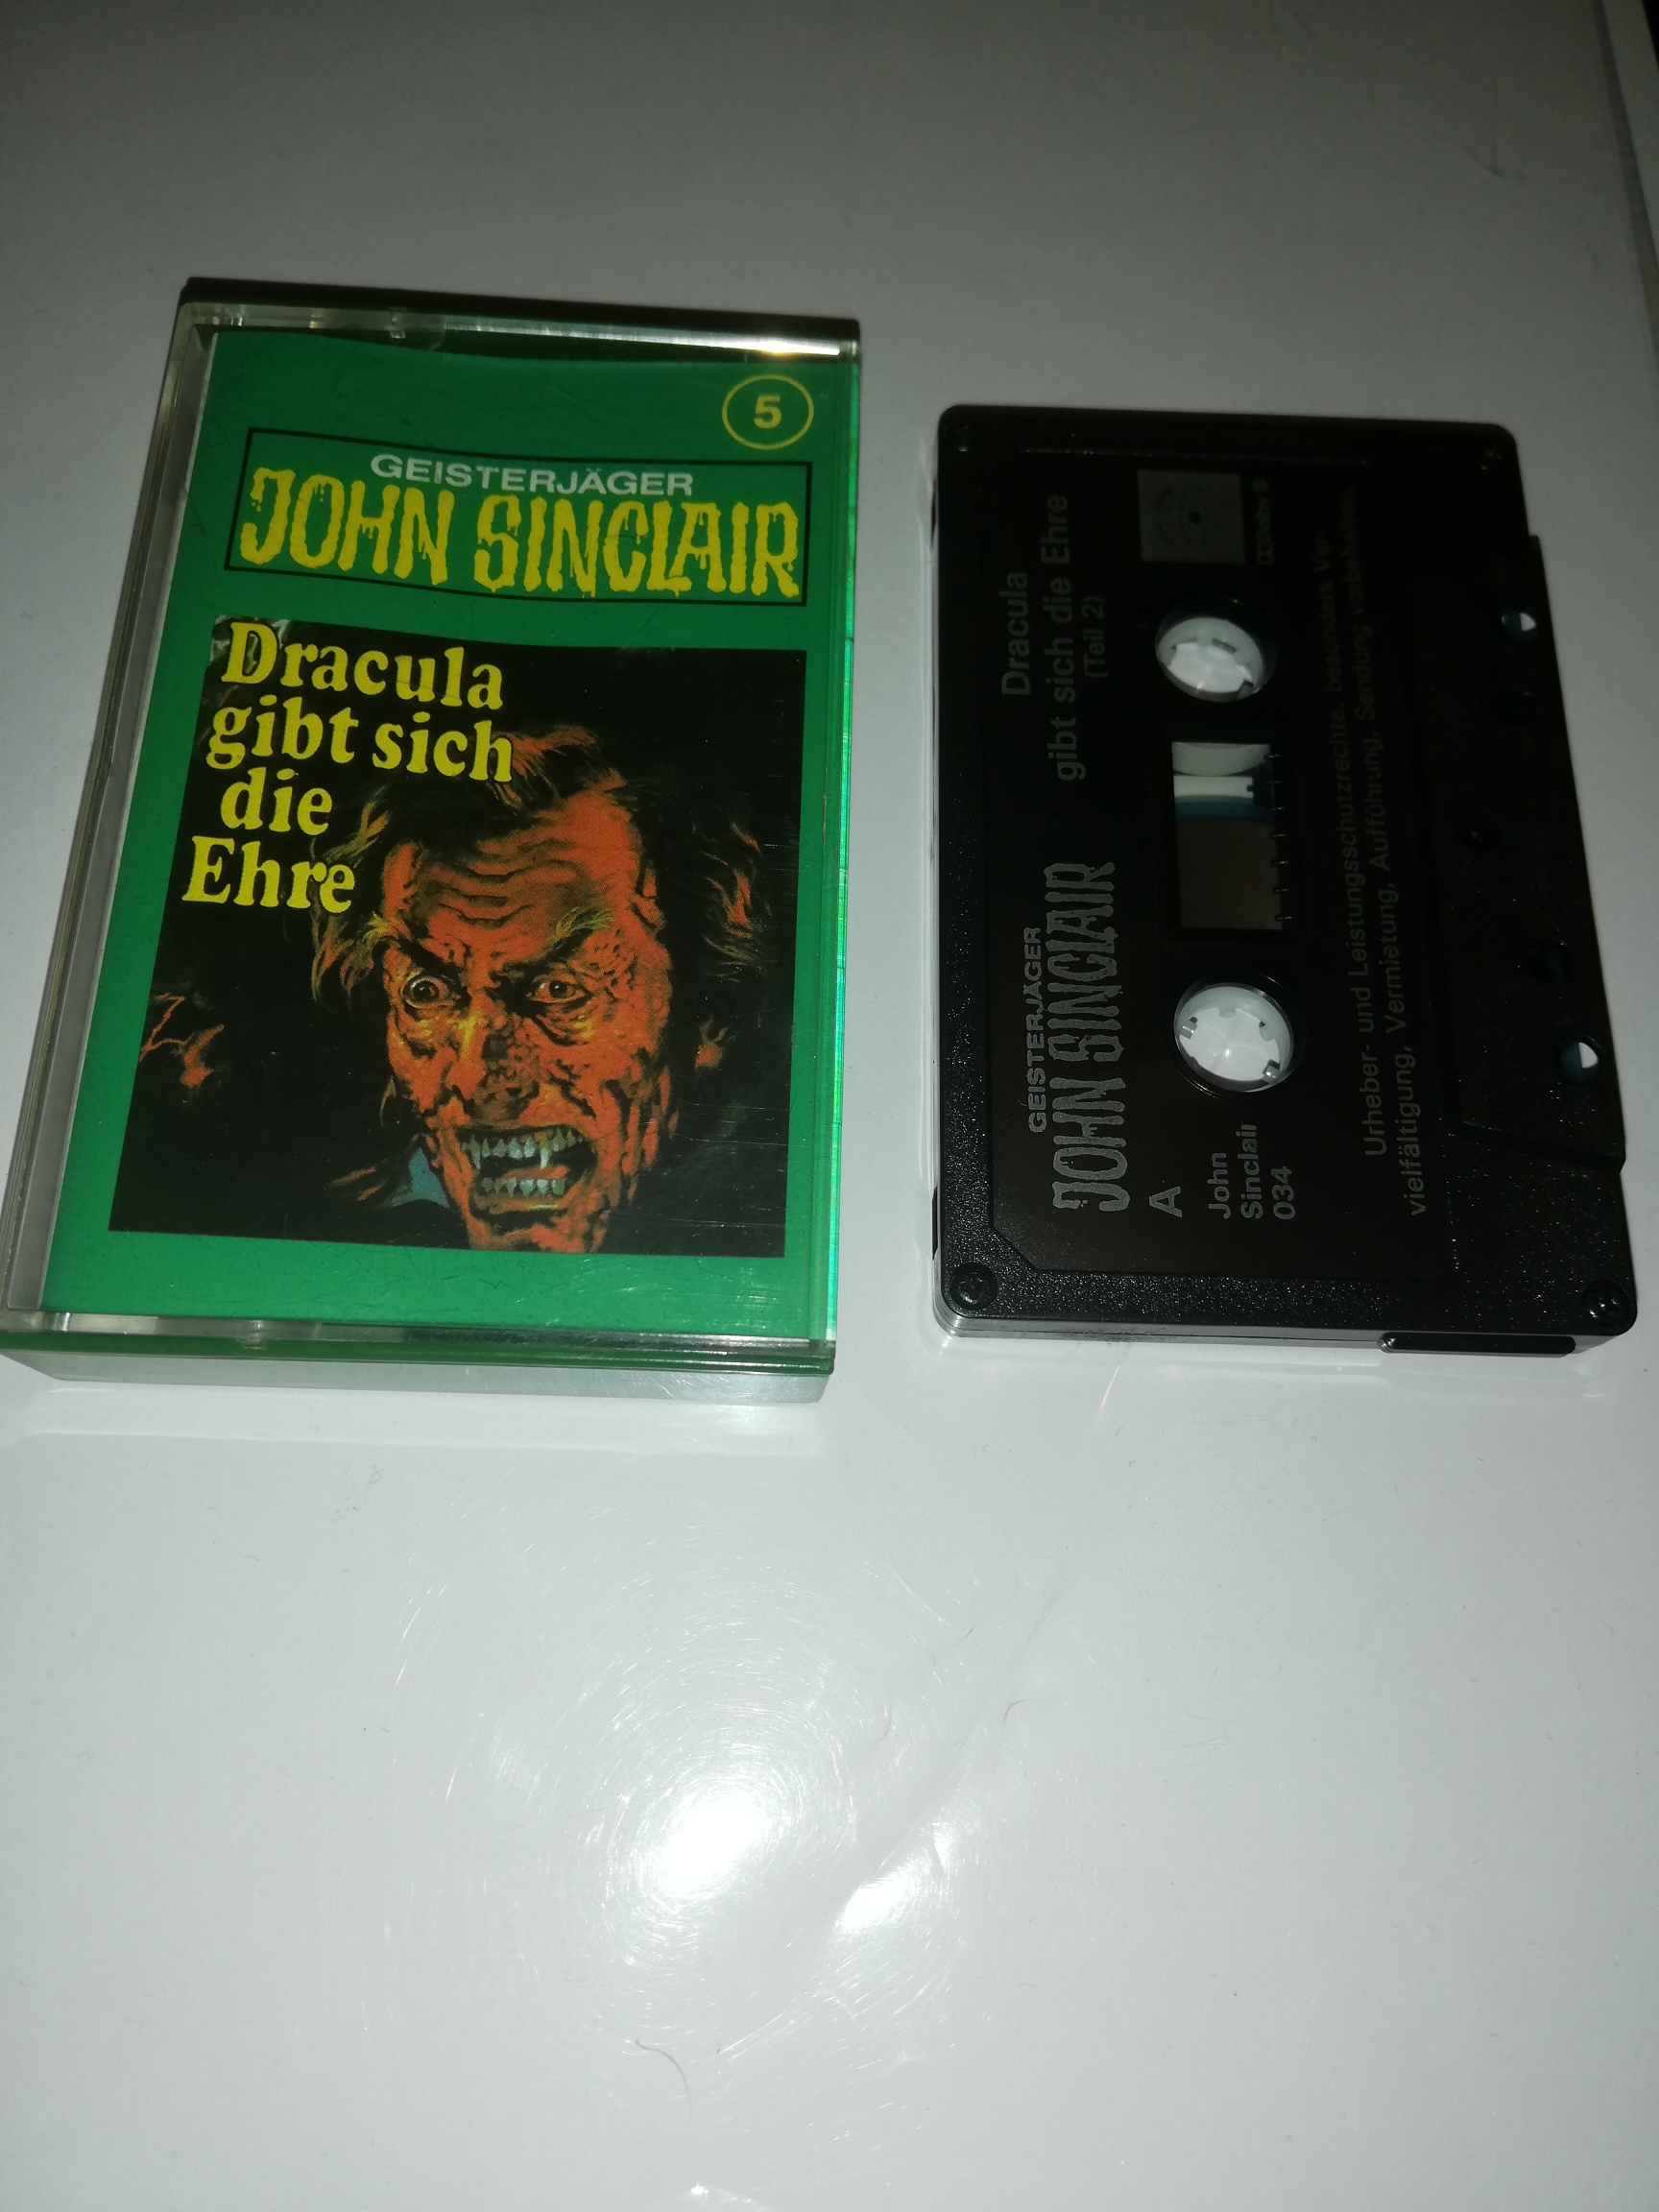 5
GEISTERJÄGER
JOHN SINCLAIR
Dracula
gibt sich
die
Ehre
GEISTERJÄGER
JOHN SINCLAIR
Dracula
gibt sich die Ehre
(Teil 2)
A
John
Sinclair
034
Dolby B
Urheber- und Leistungsschutzrechte, besonders Ver-
vielfältigung, Vermietung, Aufführung, Sendung vorbehalten.